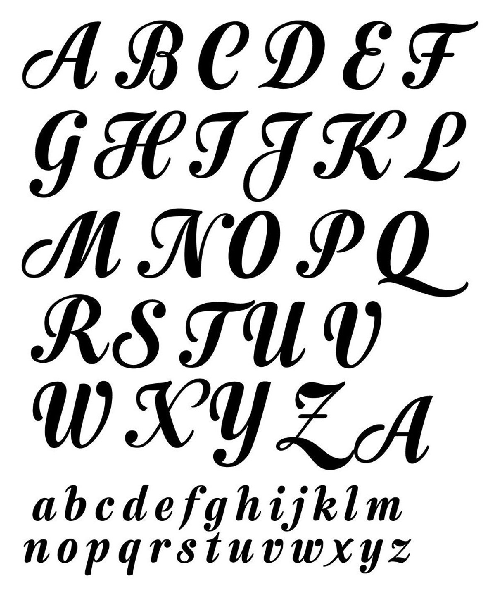 A B C D E F
G H I J K L
M N O P Q
R S T U V
W X Y Z A
a b c d e f g h i j k l m
n o p q r s t u v w x y z